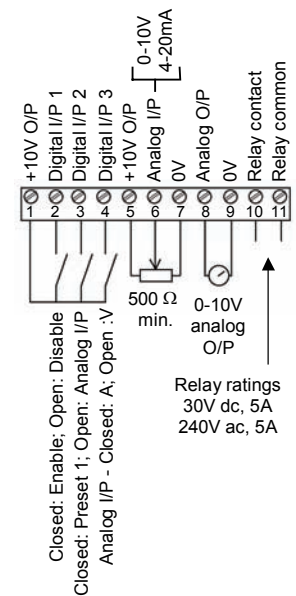 0-10V
4-20mA
+10V O/P
Digital I/P 1
Digital I/P 2
Digital I/P 3
+10V O/P
Analog I/P
0V
Analog O/P
0V
Relay contact
Relay common
1 2 3 4 5 6 7 8 9 10 11
500 Ω
min.
0-10V
analog
O/P
Relay ratings
30V dc, 5A
240V ac, 5A
Closed: Enable; Open: Disable
Closed: Preset 1; Open: Analog I/P
Analog I/P - Closed: A; Open :V